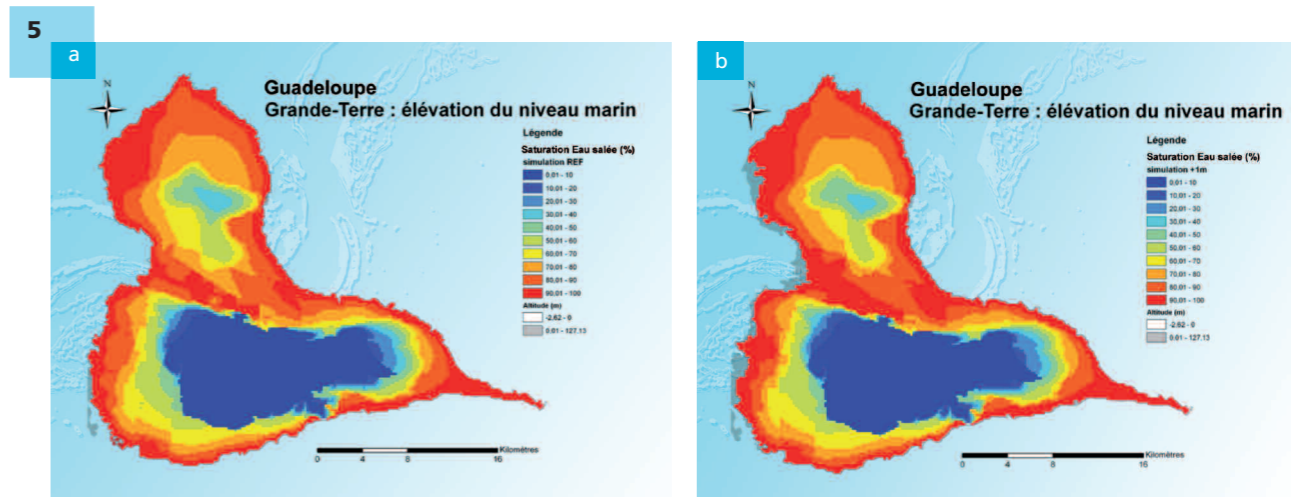 5
a
N
Guadeloupe
Grande-Terre : élévation du niveau marin
Légende
Saturation Eau salée (%)
simulation REF
0,01 - 10
10,01 - 20
20,01 - 30
30,01 - 40
40,01 - 50
50,01 - 60
60,01 - 70
70,01 - 80
80,01 - 90
90,01 - 100
Altitude (m)
-2.62 - 0
0.01 - 127.13
0 4 8 16
Kilomètres
b
N
Guadeloupe
Grande-Terre : élévation du niveau marin
Légende
Saturation Eau salée (%)
simulation +1m
0,01 - 10
10,01 - 20
20,01 - 30
30,01 - 40
40,01 - 50
50,01 - 60
60,01 - 70
70,01 - 80
80,01 - 90
90,01 - 100
Altitude (m)
-2.62 - 0
0.01 - 127.13
0 4 8 16
Kilomètres